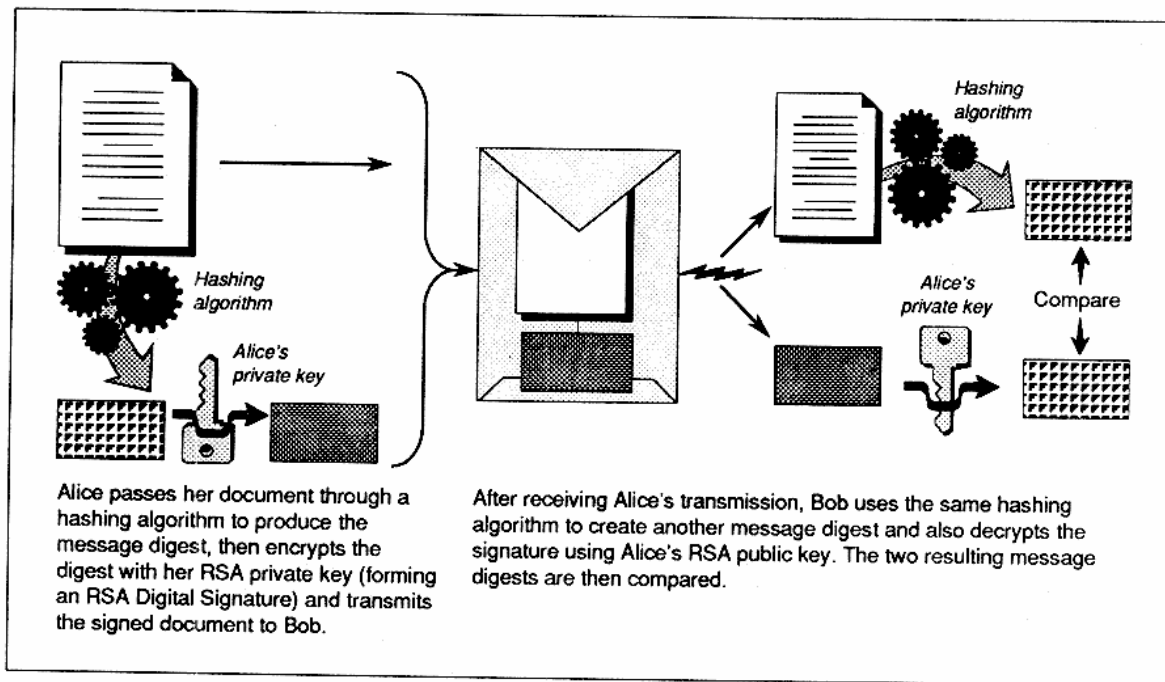 Hashing
algorithm
Alice's
private key
Alice passes her document through a
hashing algorithm to produce the
message digest, then encrypts the
digest with her RSA private key (forming
an RSA Digital Signature) and transmits
the signed document to Bob.
Hashing
algorithm
Alice's
private key
Compare
After receiving Alice's transmission, Bob uses the same hashing
algorithm to create another message digest and also decrypts the
signature using Alice's RSA public key. The two resulting message
digests are then compared.